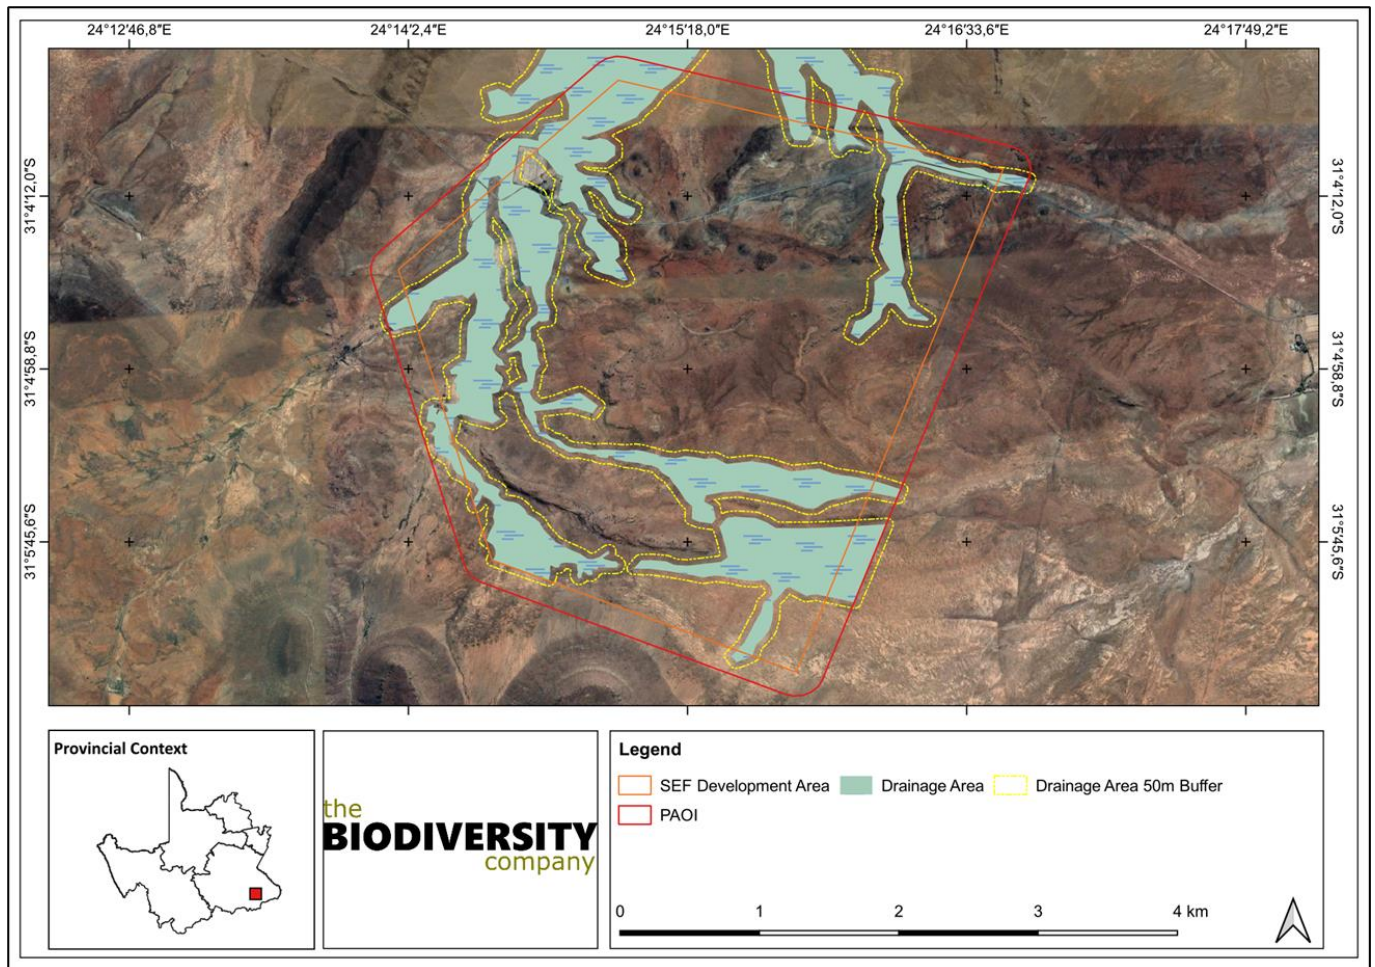 24°12'46,8"E 24°14'2,4"E 24°15'18,0"E 24°16'33,6"E 24°17'49,2"E
31°4'12,0"S 31°4'12,0"S
31°4'58,8"S 31°4'58,8"S
31°5'45,6"S 31°5'45,6"S
Provincial Context
the
BIODIVERSITY
company
Legend
SEF Development Area Drainage Area Drainage Area 50m Buffer
PAOI
0 1 2 3 4 km